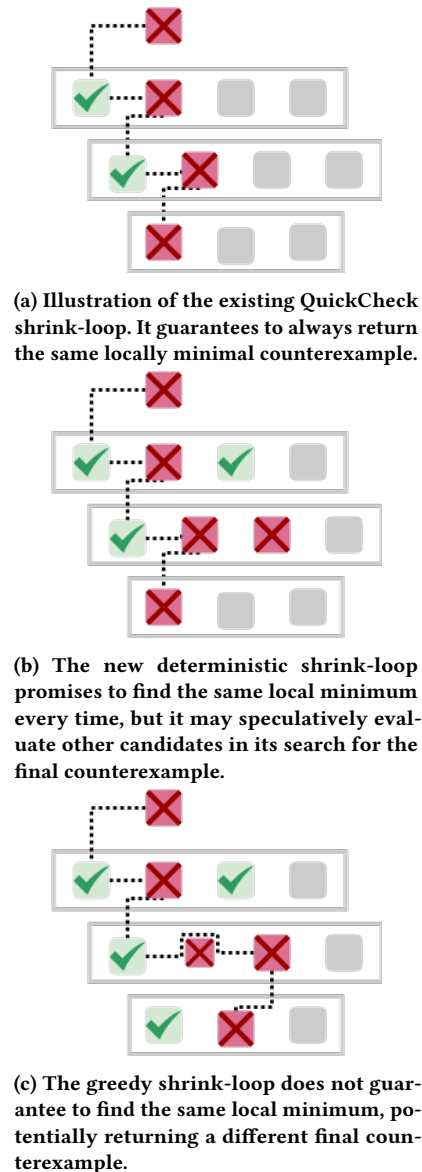 (a) Illustration of the existing QuickCheck
shrink-loop. It guarantees to always return
the same locally minimal counterexample.
(b) The new deterministic shrink-loop
promises to find the same local minimum
every time, but it may speculatively eval-
uate other candidates in its search for the
final counterexample.
(c) The greedy shrink-loop does not guar-
antee to find the same local minimum, po-
tentially returning a different final coun-
terexample.